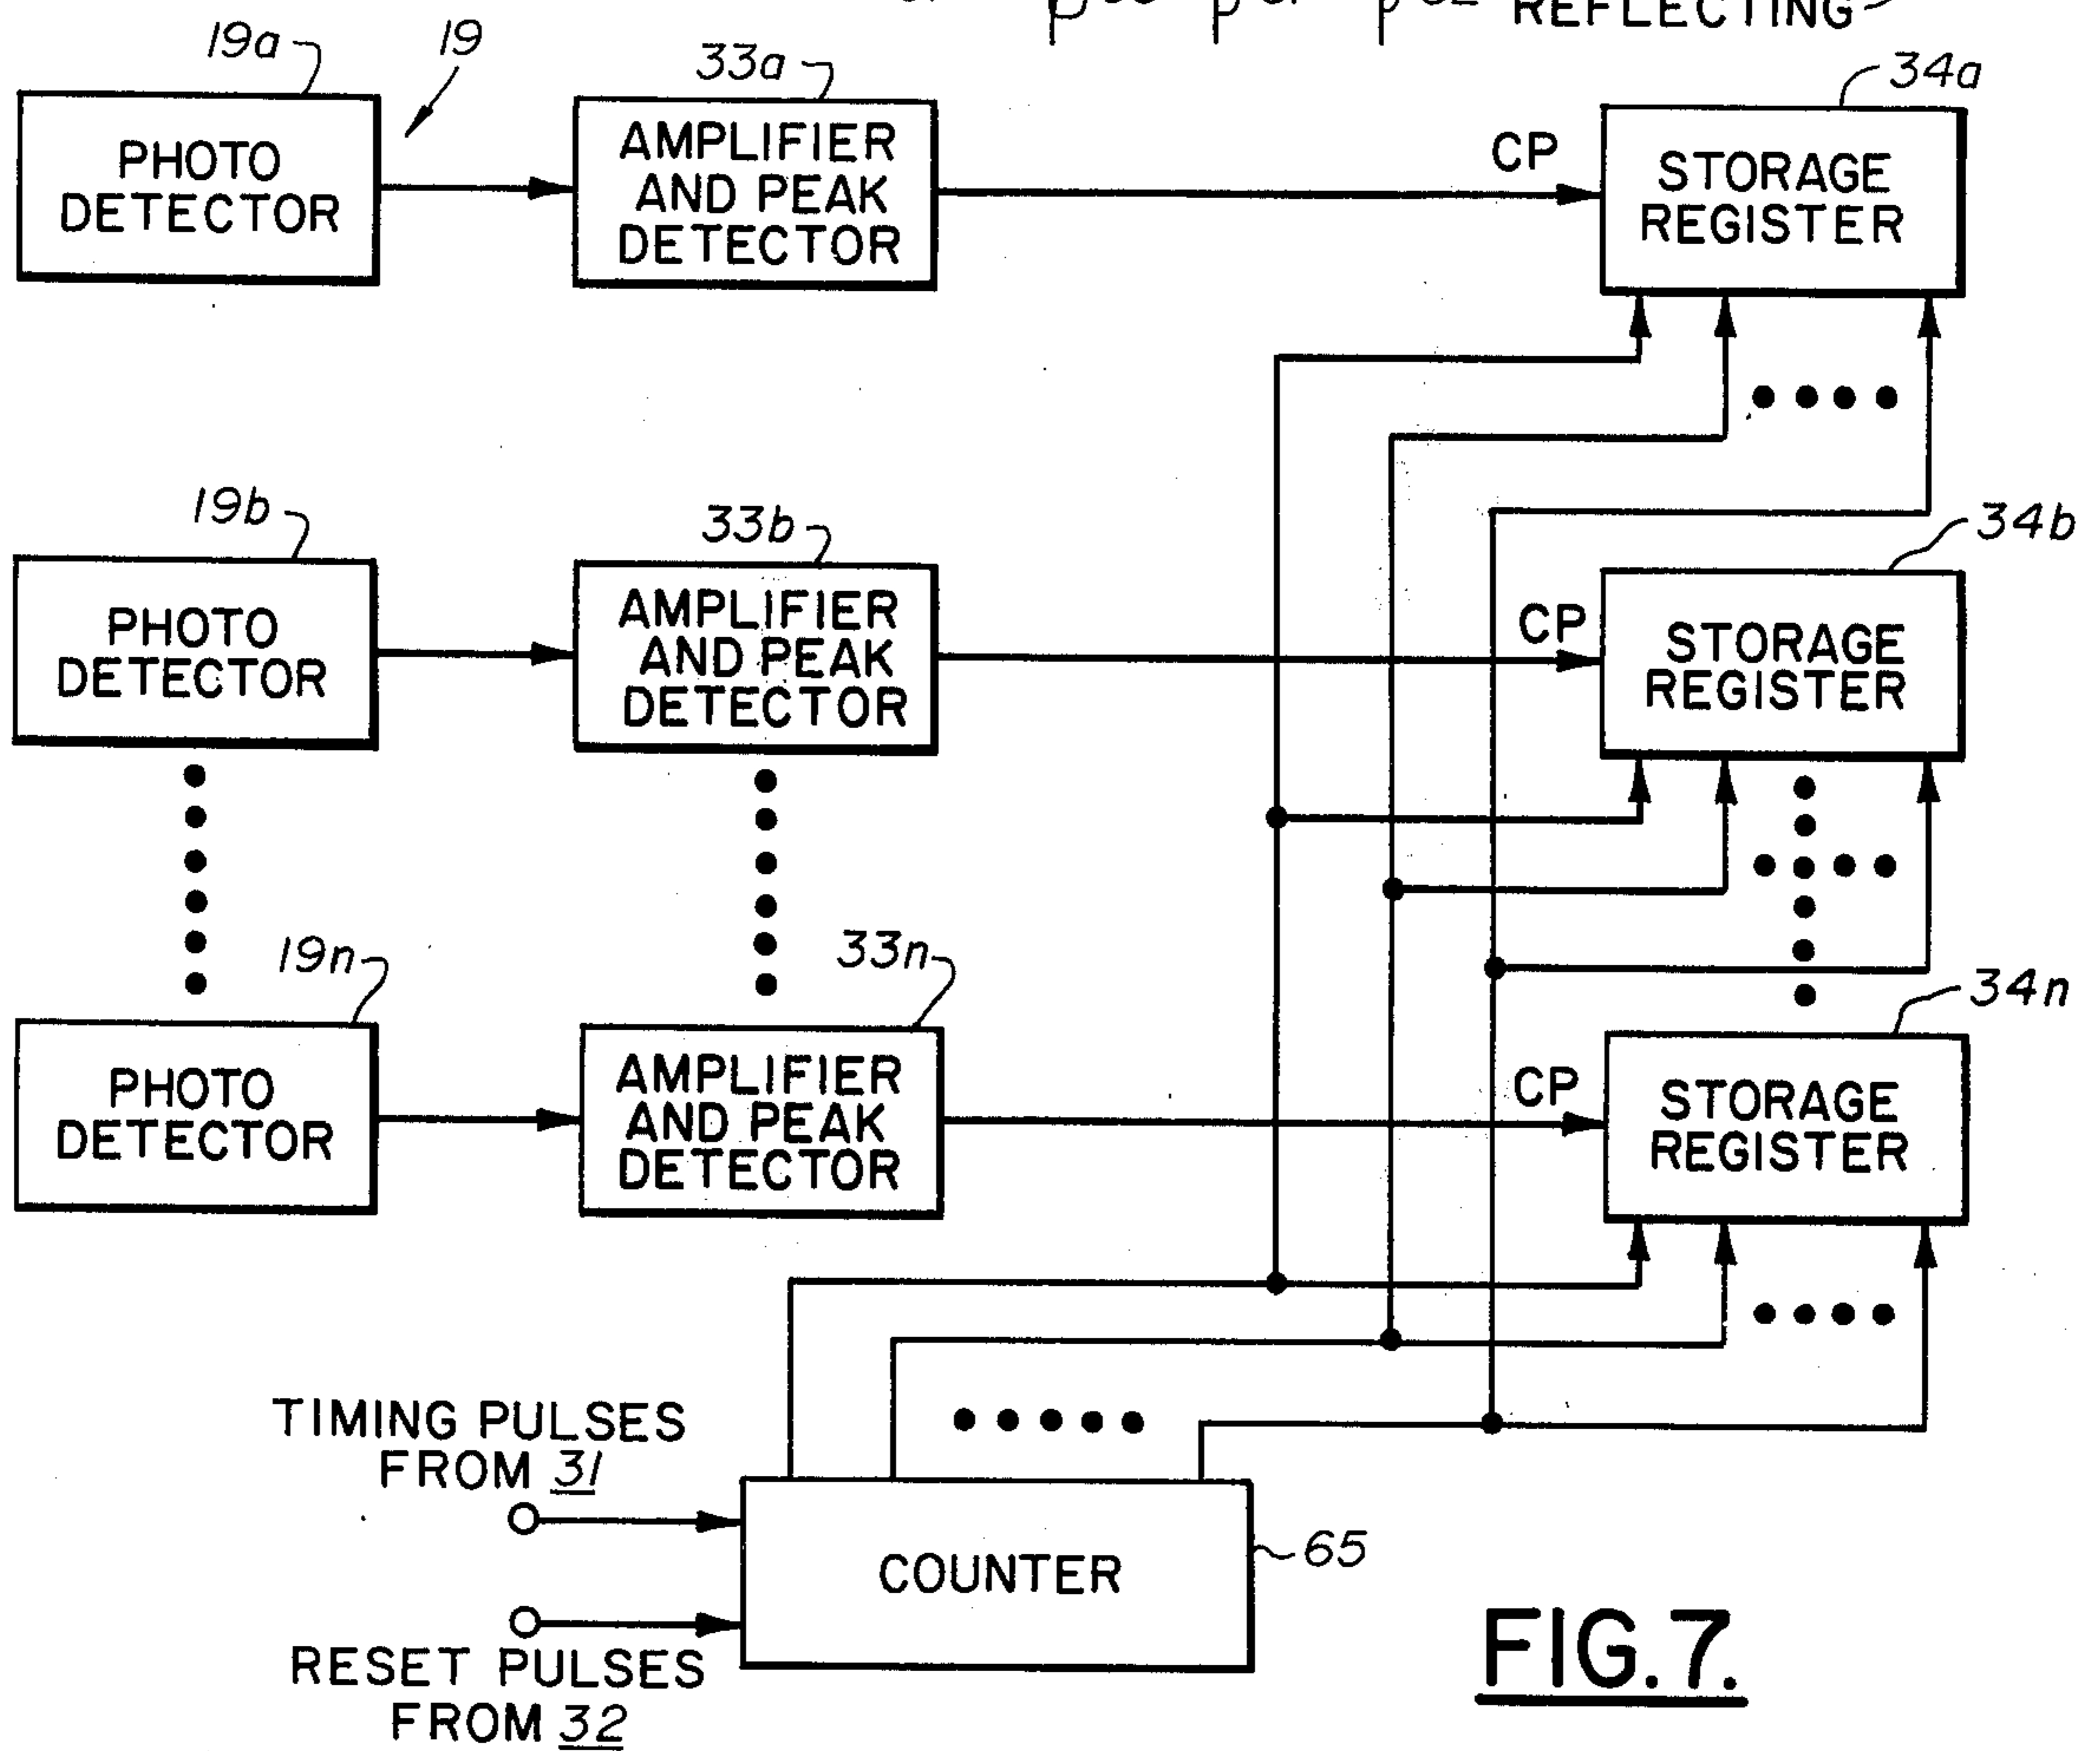 REFLECTING
19a
19
33a
34a
PHOTO
DETECTOR
AMPLIFIER
AND PEAK
DETECTOR
CP
STORAGE
REGISTER
19b
33b
34b
PHOTO
DETECTOR
AMPLIFIER
AND PEAK
DETECTOR
CP
STORAGE
REGISTER
19n
33n
34n
PHOTO
DETECTOR
AMPLIFIER
AND PEAK
DETECTOR
CP
STORAGE
REGISTER
TIMING PULSES
FROM 31
COUNTER
65
RESET PULSES
FROM 32
FIG. 7.